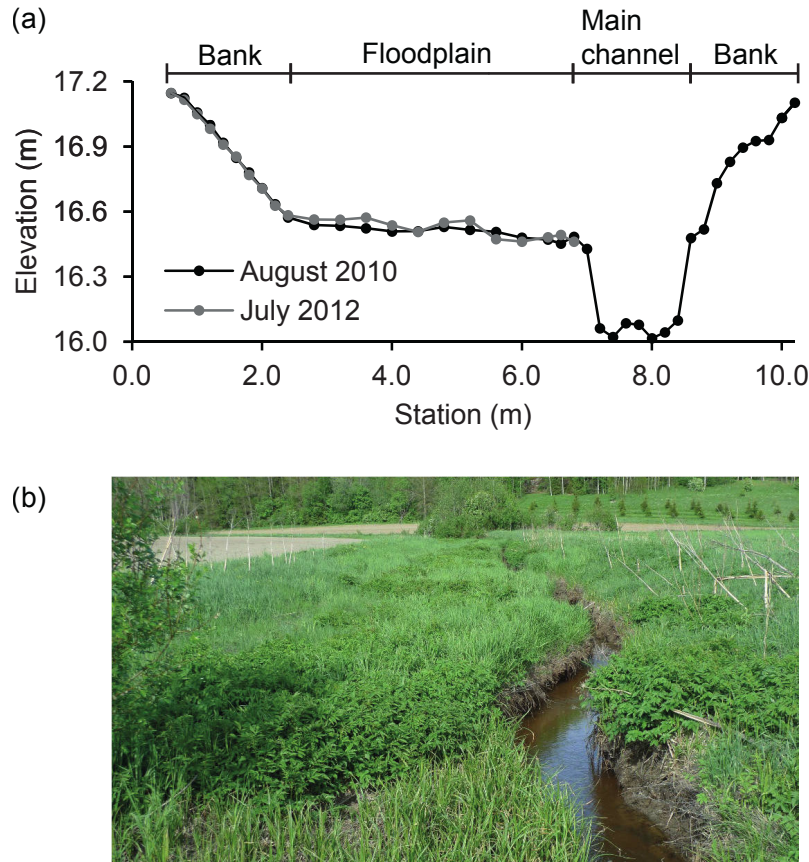 (a)
Bank Floodplain Main channel Bank
Elevation (m)
17.2
16.9
16.6
16.3
16.0
August 2010
July 2012
0.0 2.0 4.0 6.0 8.0 10.0
Station (m)
(b)